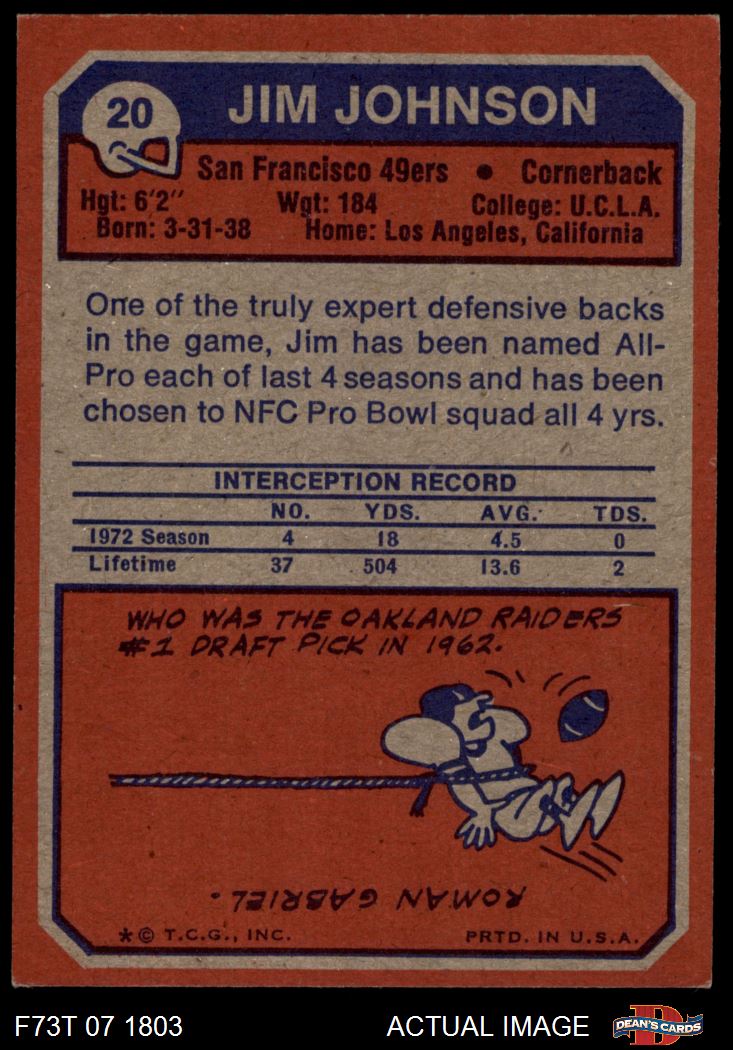 20
JIM JOHNSON
San Francisco 49ers • Cornerback
Hgt: 6'2" Wgt: 184 College: U.C.L.A.
Born: 3-31-38 Home: Los Angeles, California
One of the truly expert defensive backs
in the game, Jim has been named All-
Pro each of last 4 seasons and has been
chosen to NFC Pro Bowl squad all 4 yrs.
INTERCEPTION RECORD
NO. YDS. AVG. TDS.
1972 Season 4 18 4.5 0
Lifetime 37 504 13.6 2
WHO WAS THE OAKLAND RAIDERS
#1 DRAFT PICK IN 1962.
ROMAN GABRIEL.
*© T.C.G., INC. PRTD. IN U.S.A.
F73T 07 1803 ACTUAL IMAGE DEAN'S CARDS